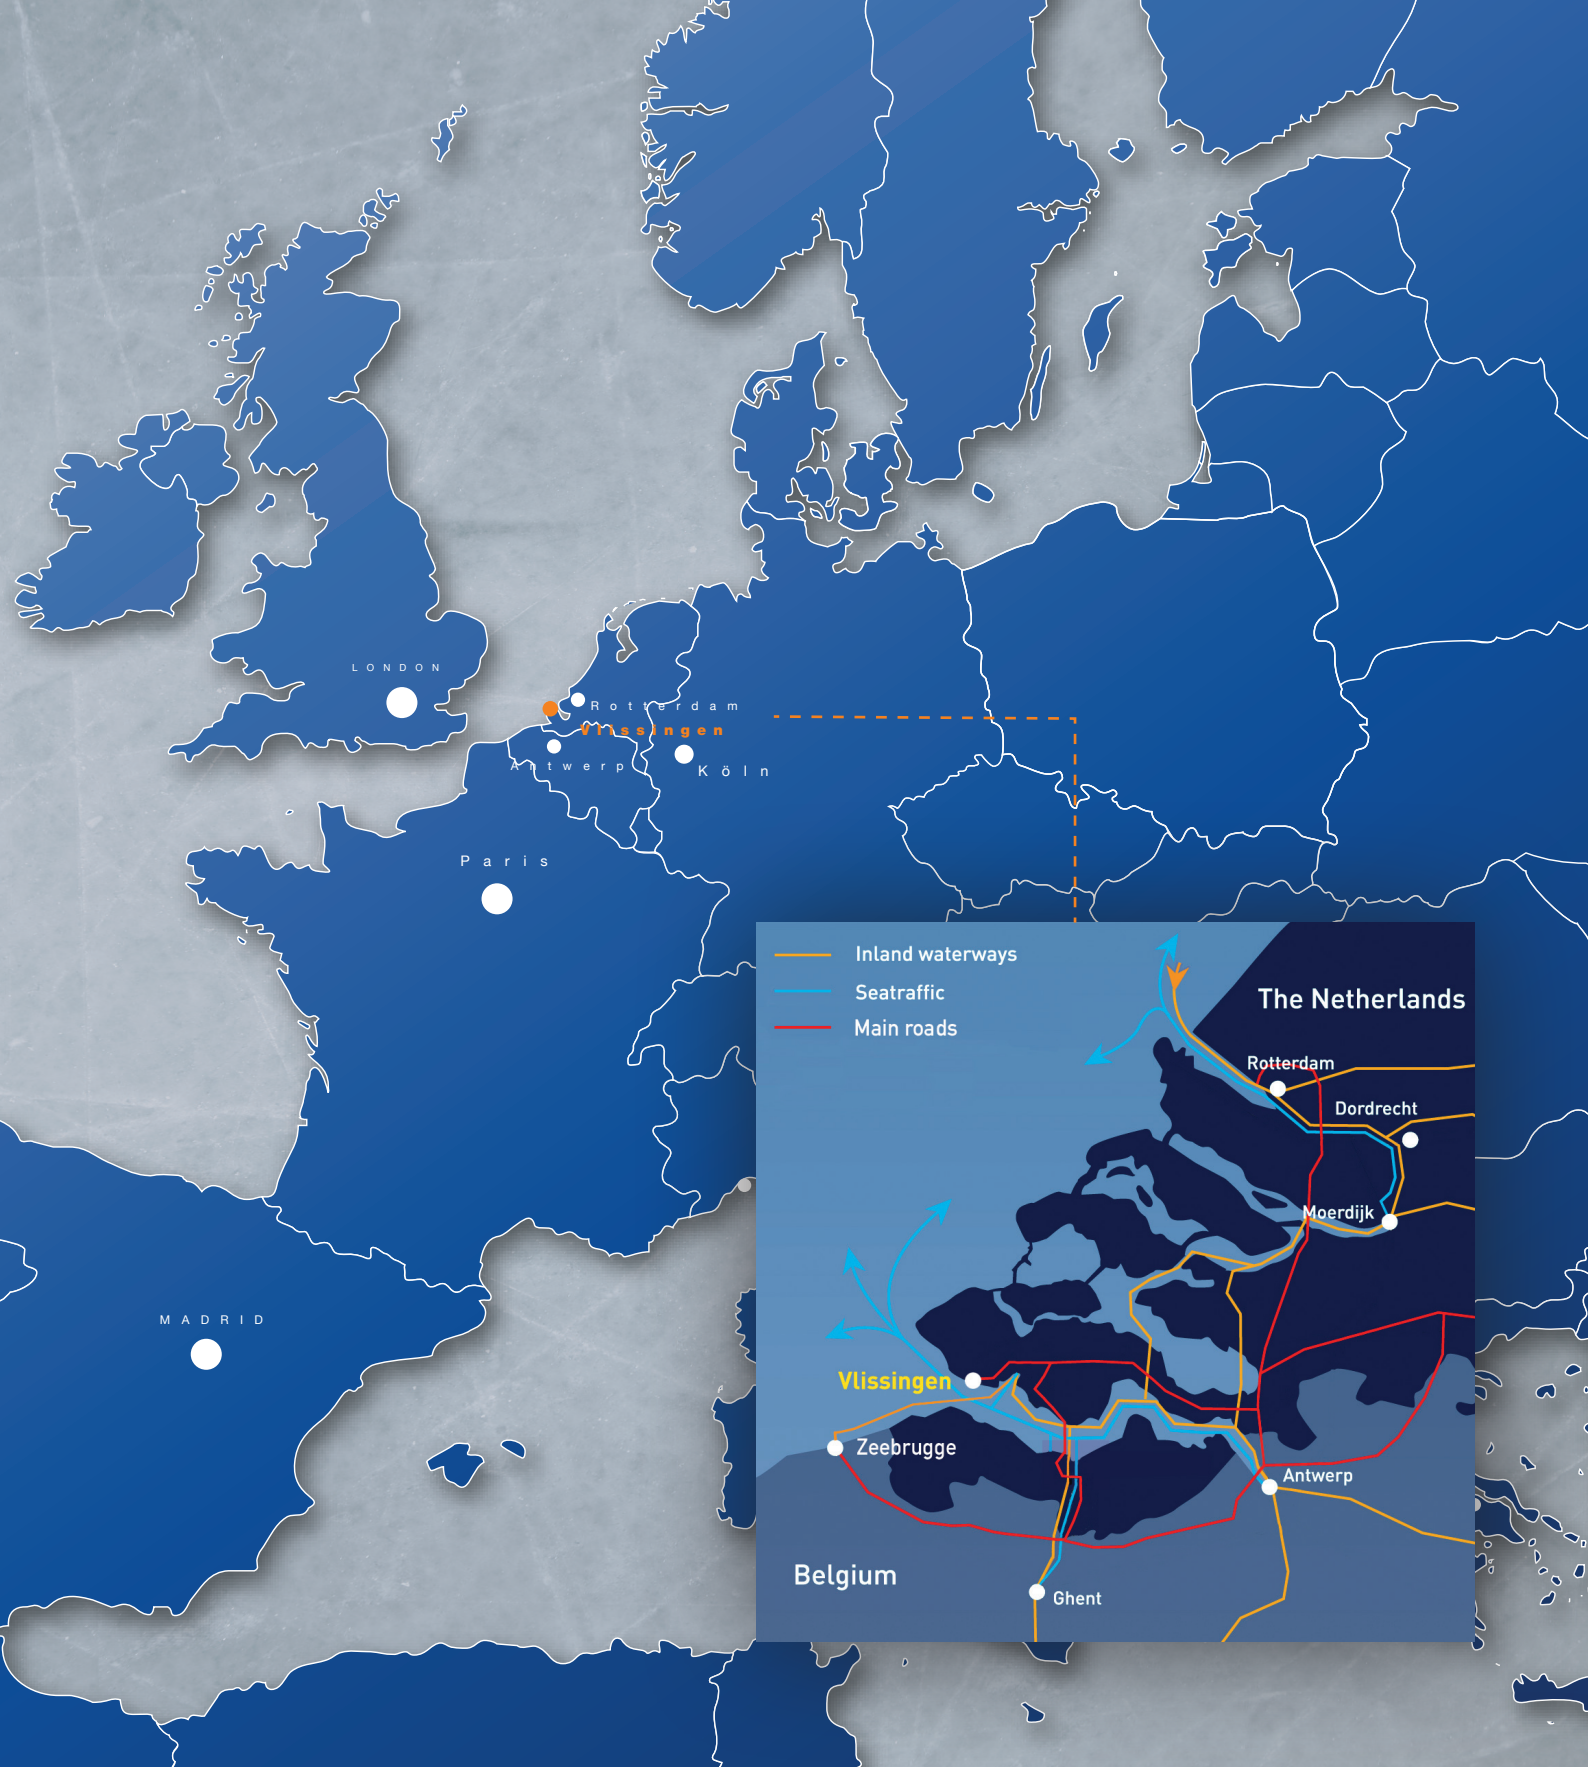 LONDON
Rotterdam
Vlissingen
Antwerp
Köln
Paris
MADRID
Inland waterways
Seatraffic
Main roads
The Netherlands
Rotterdam
Dordrecht
Moerdijk
Vlissingen
Zeebrugge
Antwerp
Belgium
Ghent